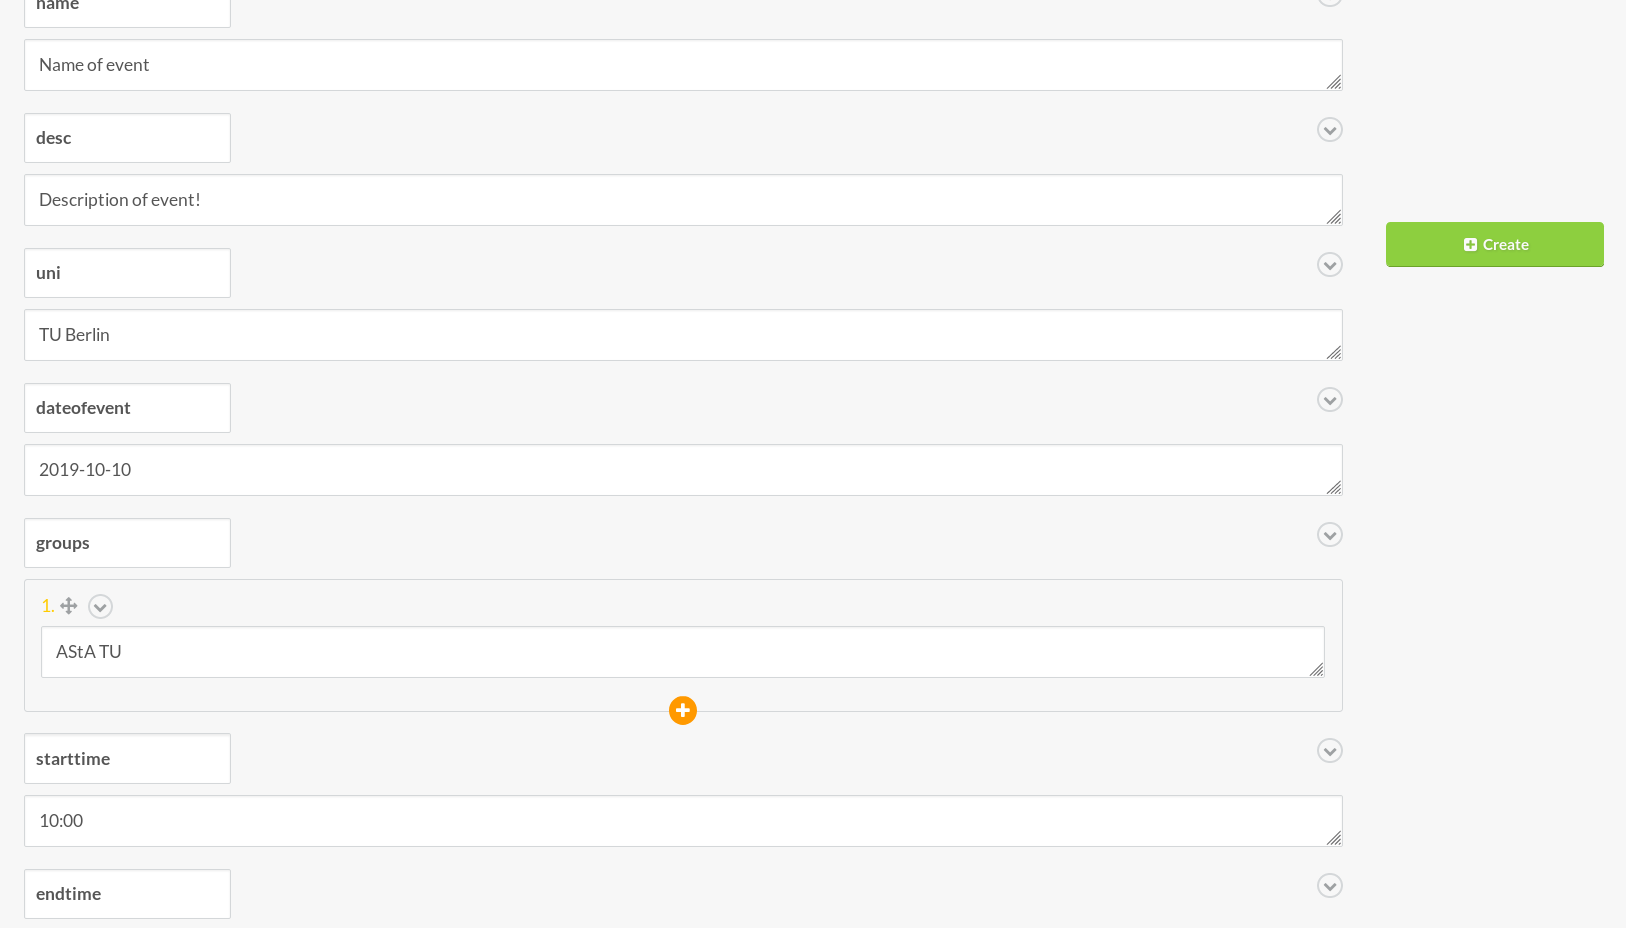 name
Name of event
desc
Description of event!
Create
uni
TU Berlin
dateofevent
2019-10-10
groups
1.
AStA TU
starttime
10:00
endtime